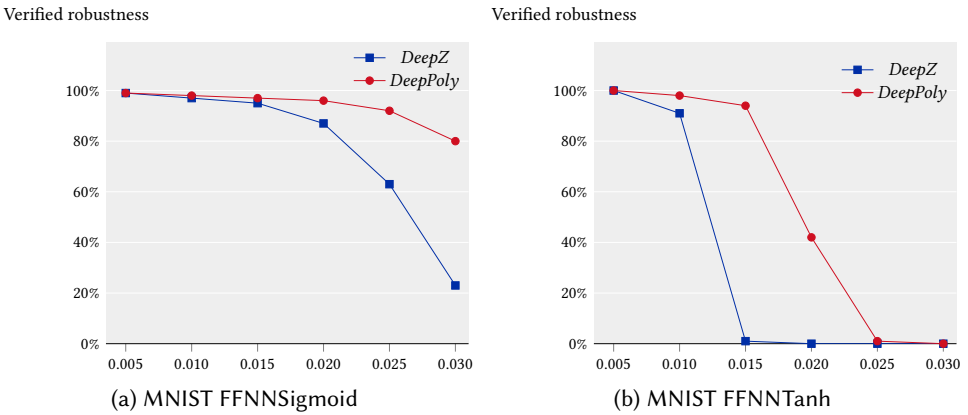 Verified robustness
DeepZ
DeepPoly
100%
80%
60%
40%
20%
0%
0.005 0.010 0.015 0.020 0.025 0.030
(a) MNIST FFNNSigmoid
Verified robustness
DeepZ
DeepPoly
100%
80%
60%
40%
20%
0%
0.005 0.010 0.015 0.020 0.025 0.030
(b) MNIST FFNNTanh